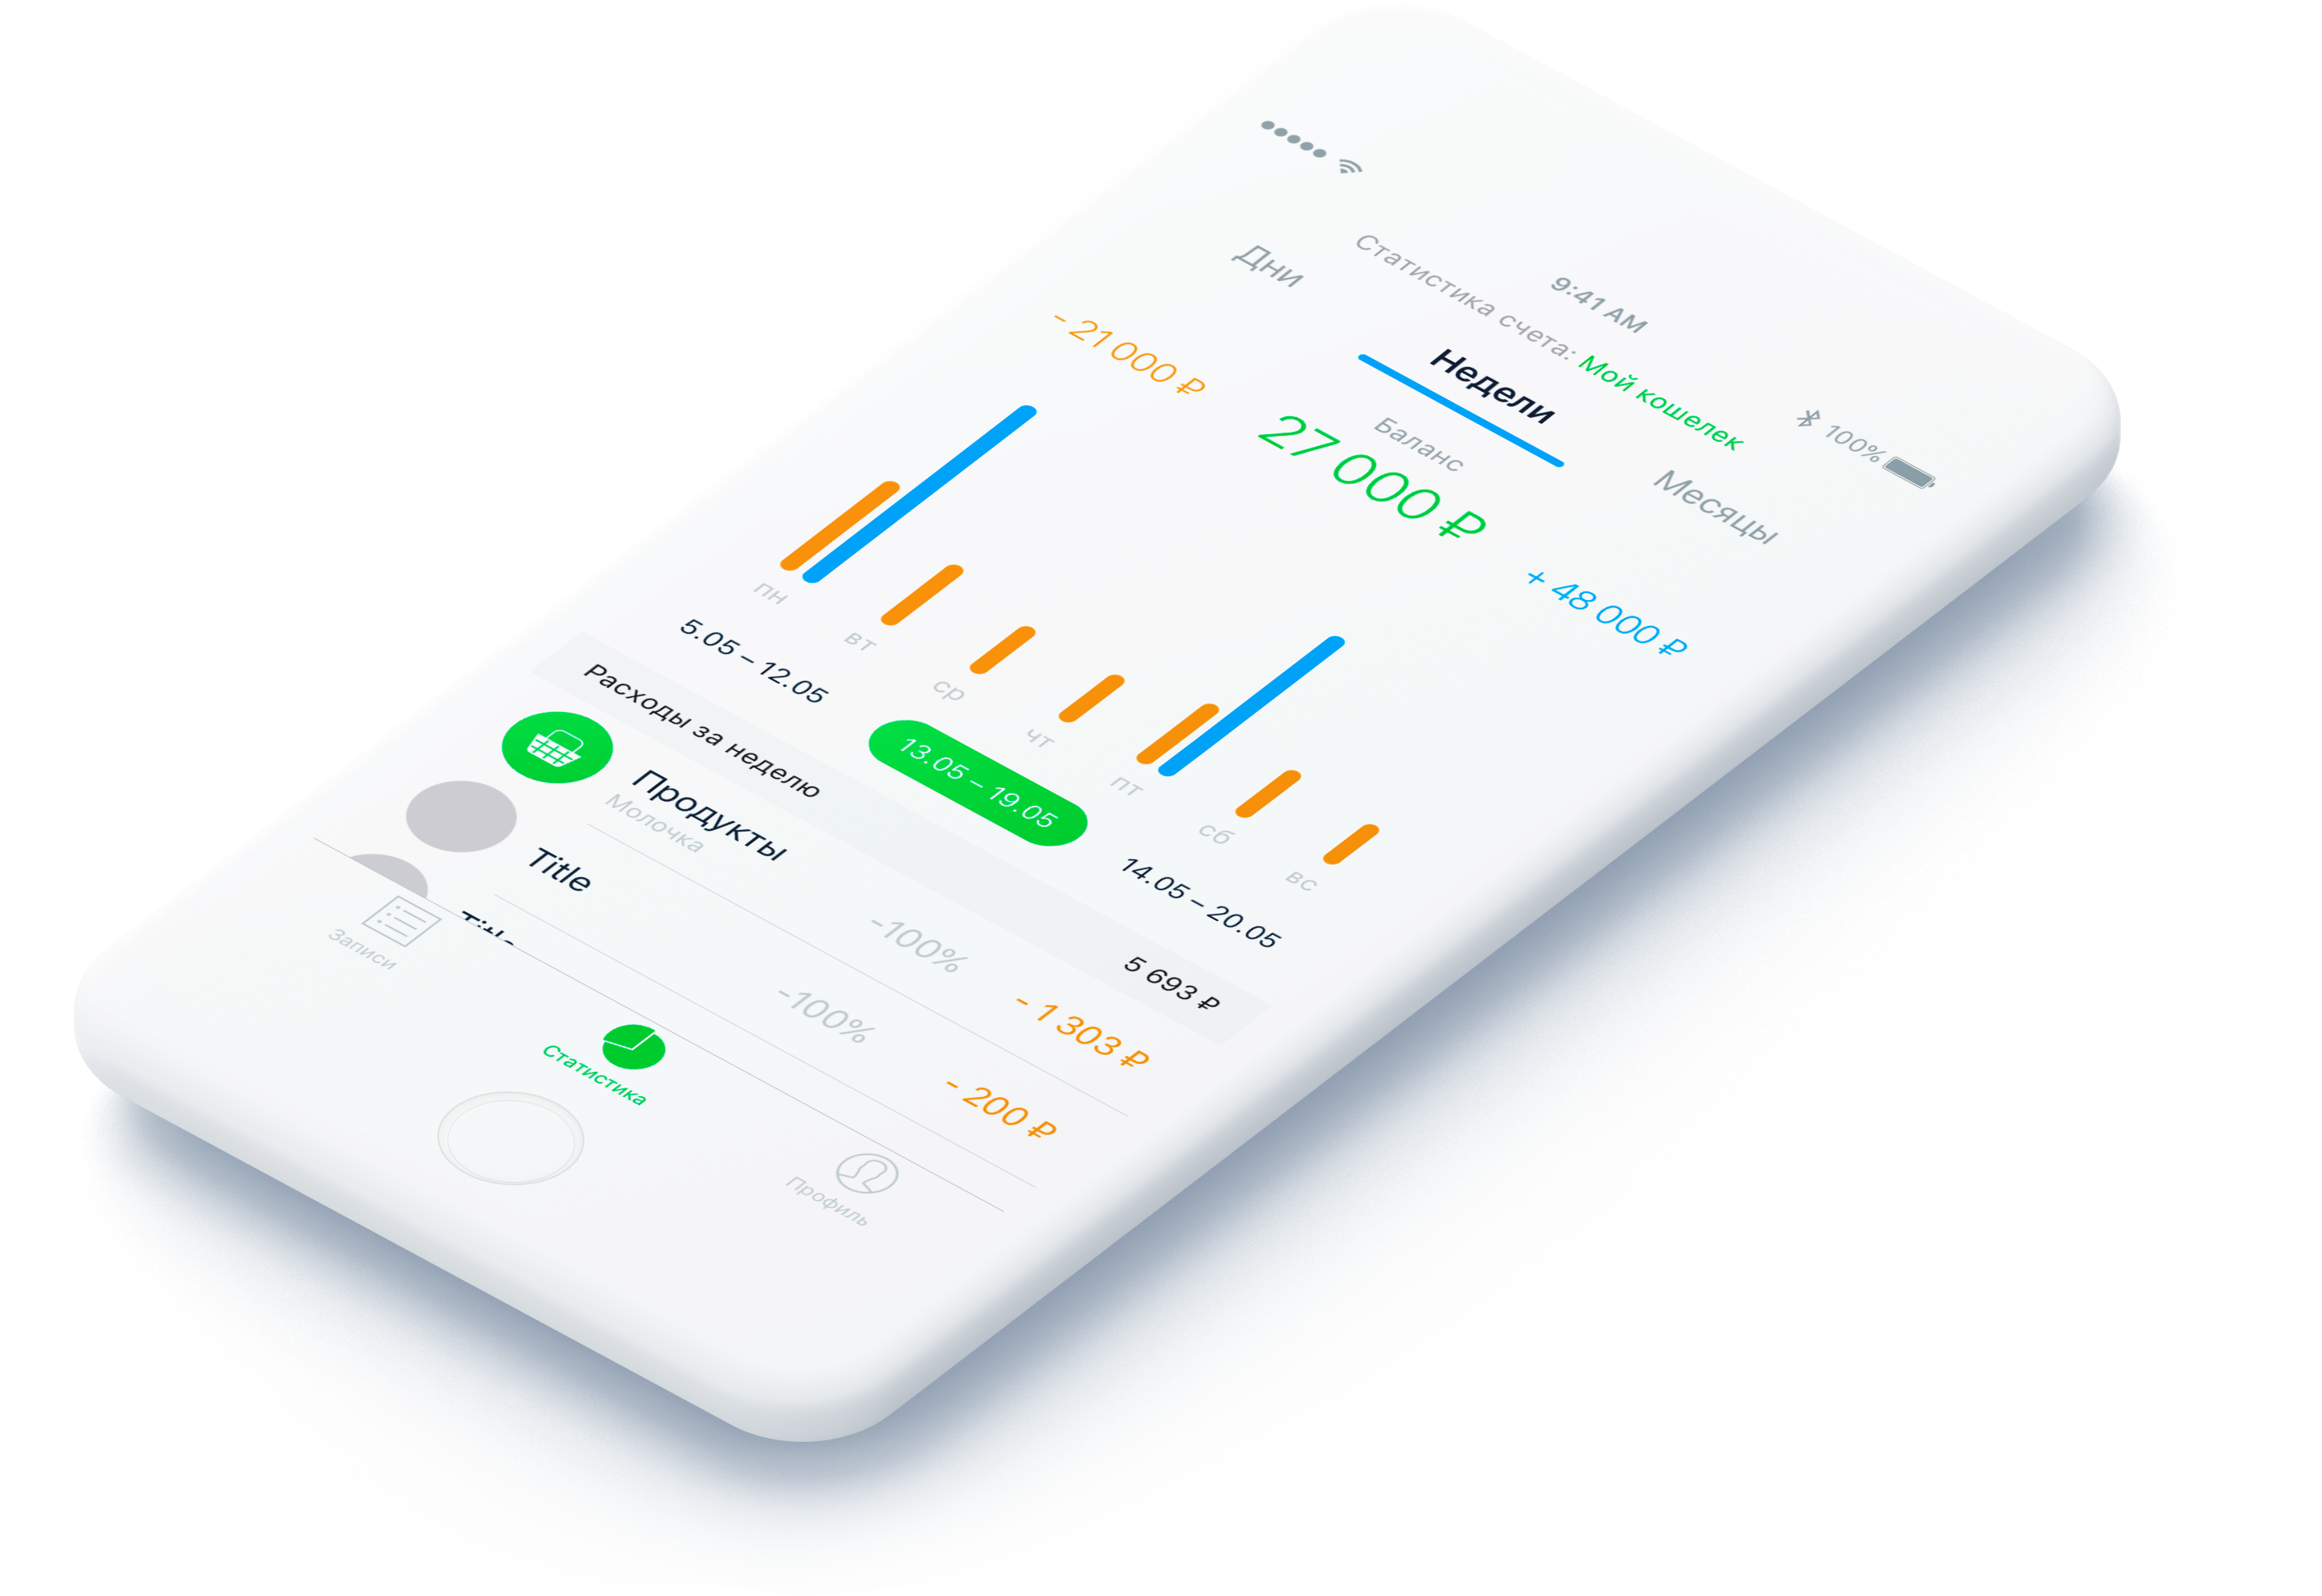 9:41 AM
100%
Статистика счета: Мой кошелек
Дни
Недели
Месяцы
Баланс
- 21 000 ₽
27 000 ₽
+ 48 000 ₽
пн
вт
ср
чт
пт
сб
вс
5.05 – 12.05
13.05 – 19.05
14.05 – 20.05
Расходы за неделю
5 693 ₽
Продукты
Молочка
-100%
- 1 303 ₽
Title
-100%
- 200 ₽
Title
Записи
Статистика
Профиль